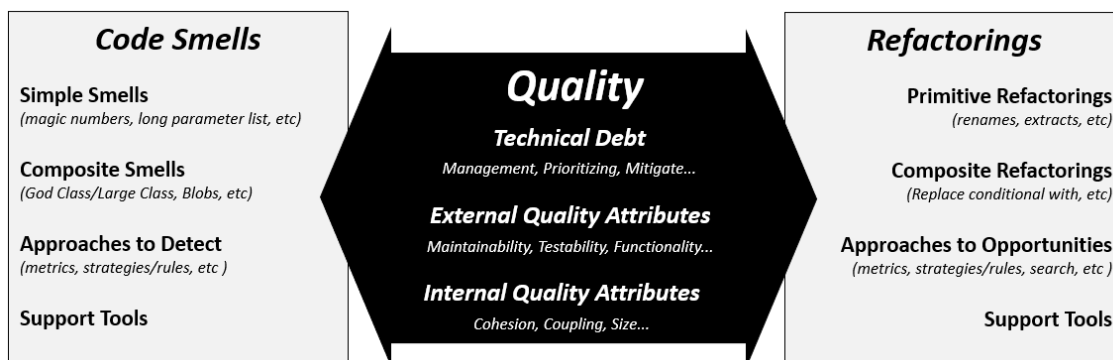 Code Smells
Simple Smells
(magic numbers, long parameter list, etc)
Composite Smells
(God Class/Large Class, Blobs, etc)
Approaches to Detect
(metrics, strategies/rules, etc )
Support Tools
Quality
Technical Debt
Management, Prioritizing, Mitigate...
External Quality Attributes
Maintainability, Testability, Functionality...
Internal Quality Attributes
Cohesion, Coupling, Size...
Refactorings
Primitive Refactorings
(renames, extracts, etc)
Composite Refactorings
(Replace conditional with, etc)
Approaches to Opportunities
(metrics, strategies/rules, search, etc )
Support Tools